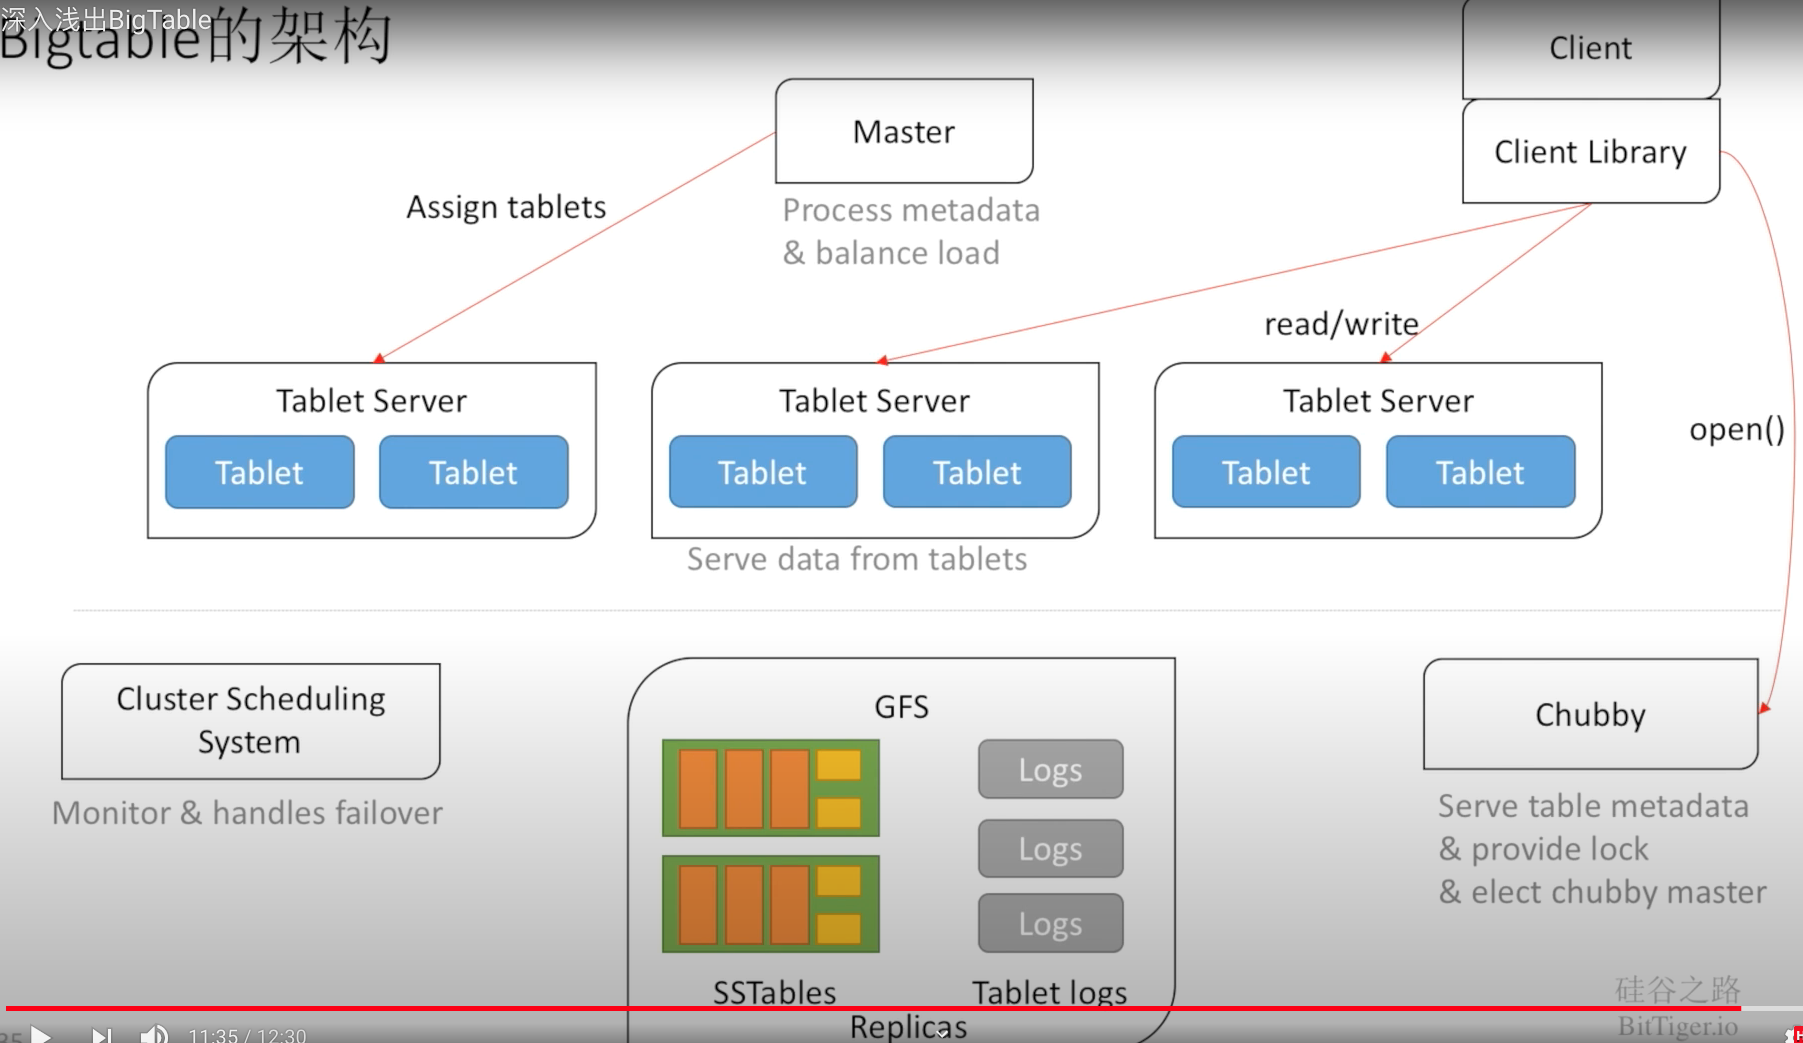 深入浅出BigTable
Bigtable的架构
Client
Master
Client Library
Assign tablets
Process metadata
& balance load
read/write
Tablet Server
Tablet Server
Tablet Server
open()
Tablet
Tablet
Tablet
Tablet
Tablet
Tablet
Serve data from tablets
Cluster Scheduling
System
Monitor & handles failover
GFS
Logs
Logs
Logs
SSTables
Tablet logs
Replicas
Chubby
Serve table metadata
& provide lock
& elect chubby master
硅谷之路
BitTiger.io
11:35 / 12:30